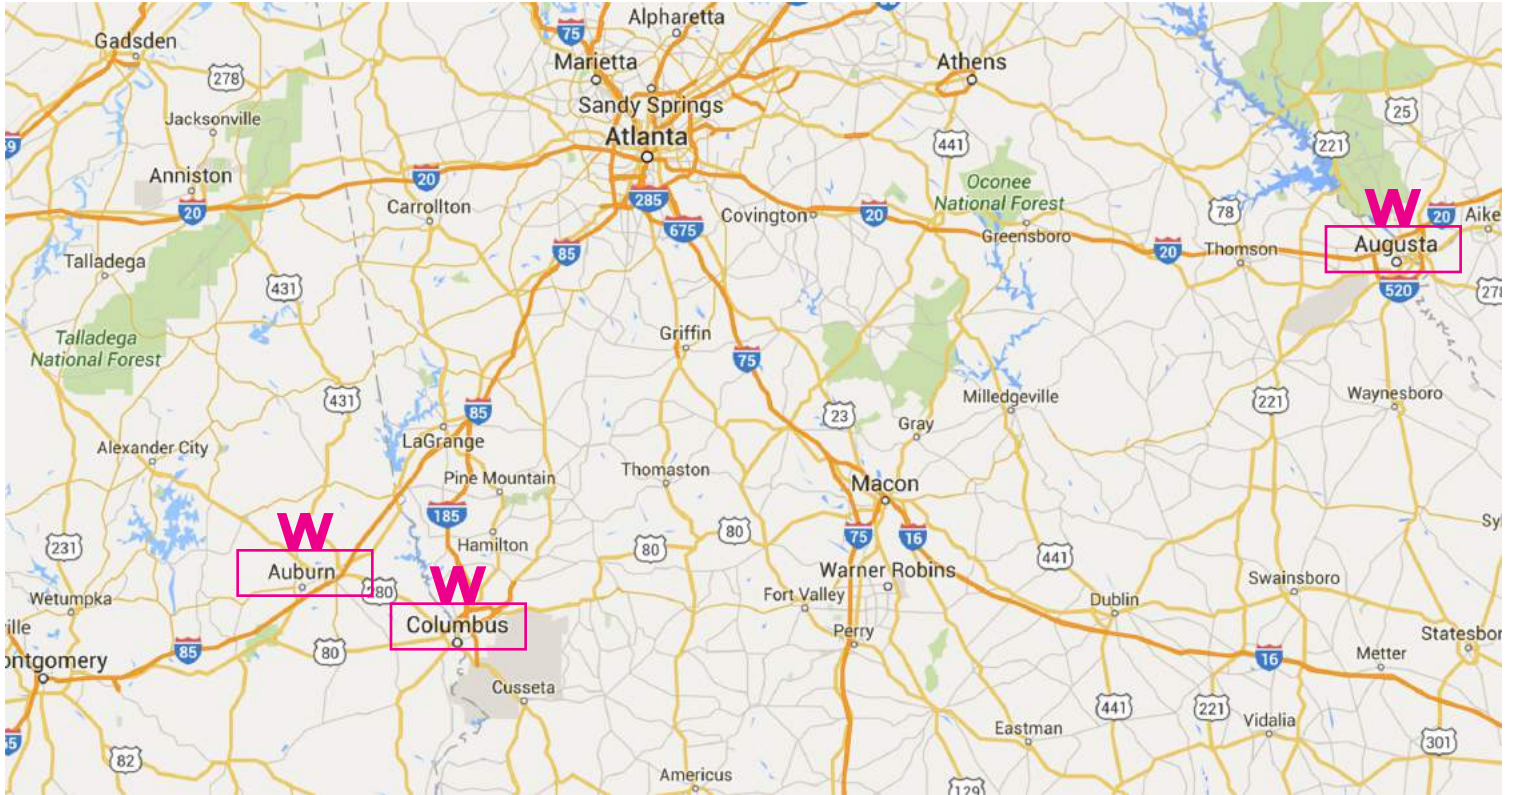 Alpharetta
Gadsden
75
Marietta
Athens
278
Sandy Springs
25
Jacksonville
Atlanta
441
221
Anniston
20
Oconee
National Forest
285
Carrollton
20
Covington
20
78
W
20
Aike
675
Greensboro
Augusta
85
20
Thomson
Talladega
431
520
278
Talladega
National Forest
Griffin
75
431
85
23
Milledgeville
221
Waynesboro
LaGrange
Gray
Alexander City
Thomaston
Pine Mountain
Macon
185
W
80
75
16
Syl
231
Hamilton
80
441
Auburn
W
Warner Robins
Swainsboro
280
Wetumpka
Fort Valley
Dublin
ille
Columbus
Perry
Statesbor
85
80
16
Metter
ontgomery
Cusseta
441
221
Vidalia
Eastman
301
82
Americus
129